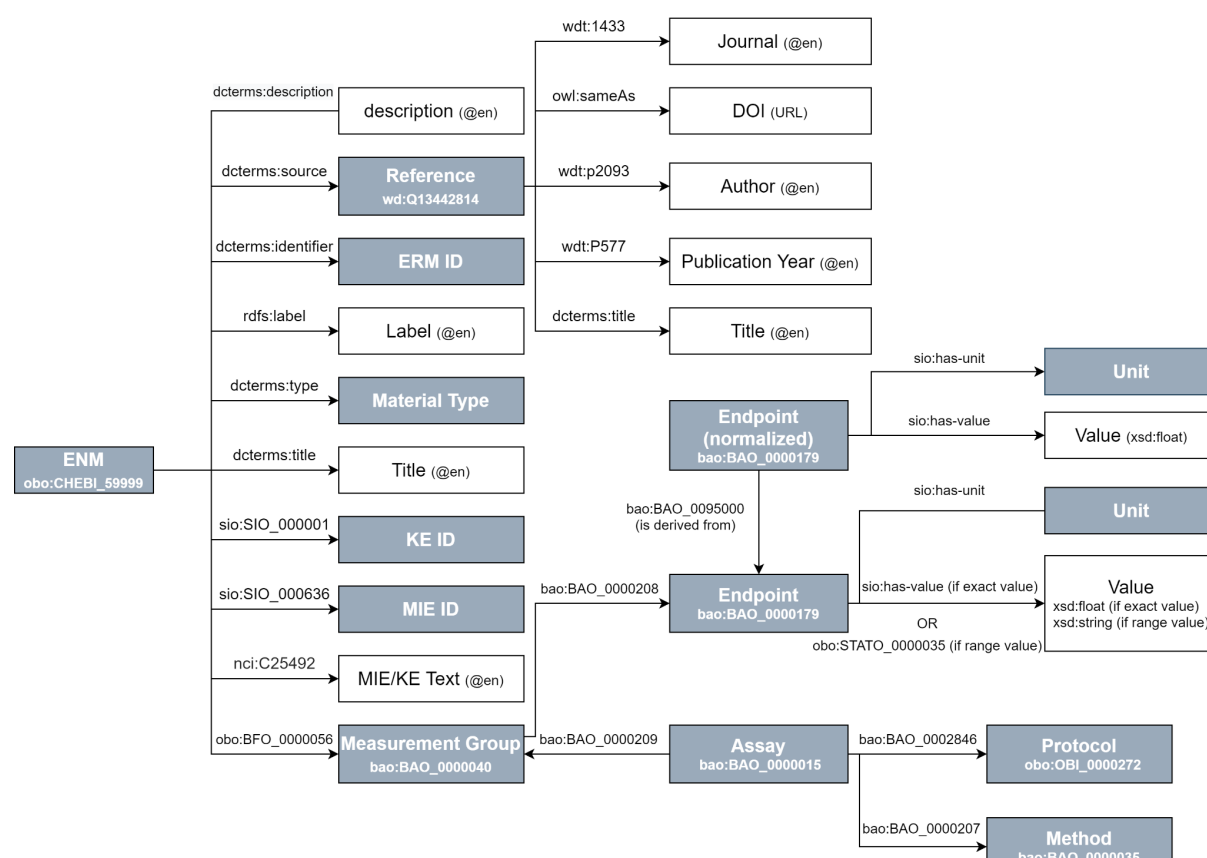 wdt:1433
Journal (@en)
dcterms:description
description (@en)
owl:sameAs
DOI (URL)
dcterms:source
Reference
wd:Q13442814
wdt:p2093
Author (@en)
dcterms:identifier
ERM ID
wdt:P577
Publication Year (@en)
rdfs:label
Label (@en)
dcterms:title
Title (@en)
dcterms:type
Material Type
sio:has-unit
Unit
Endpoint
(normalized)
bao:BAO_0000179
sio:has-value
Value (xsd:float)
ENM
obo:CHEBI_59999
dcterms:title
Title (@en)
sio:has-unit
Unit
bao:BAO_0095000
(is derived from)
sio:SIO_000001
KE ID
sio:SIO_000636
MIE ID
bao:BAO_0000208
Endpoint
bao:BAO_0000179
sio:has-value (if exact value)
OR
obo:STATO_0000035 (if range value)
Value
xsd:float (if exact value)
xsd:string (if range value)
nci:C25492
MIE/KE Text (@en)
obo:BFO_0000056
Measurement Group
bao:BAO_0000040
bao:BAO_0000209
Assay
bao:BAO_0000015
bao:BAO_0002846
Protocol
obo:OBI_0000272
bao:BAO_0000207
Method
bao:BAO_0000035